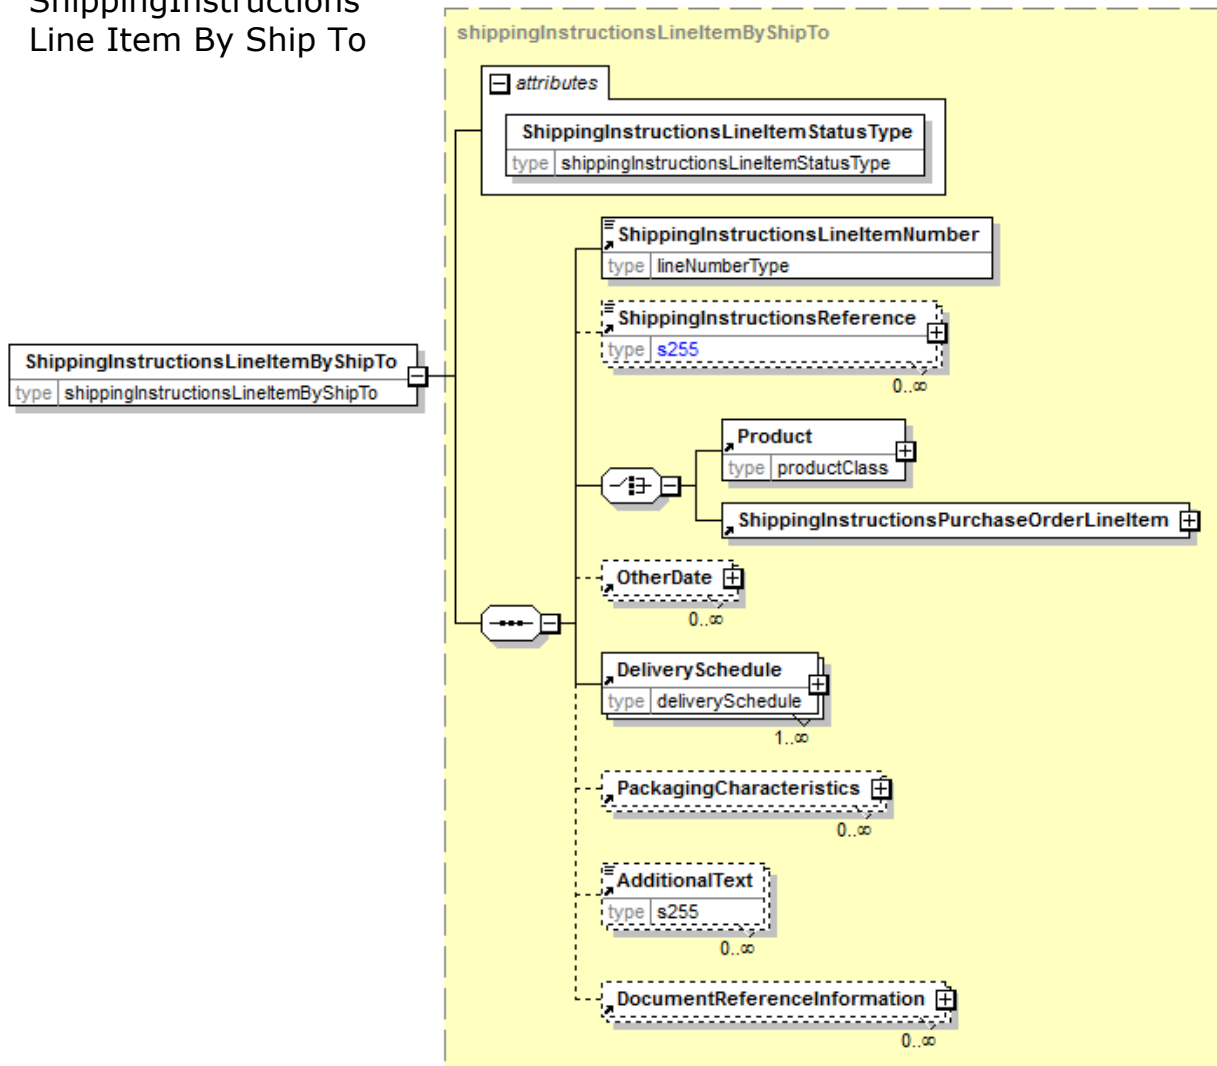 ShippingInstructions
Line Item By Ship To
shippingInstructionsLineItemByShipTo
attributes
ShippingInstructionsLineItemStatusType
type shippingInstructionsLineItemStatusType
ShippingInstructionsLineItemNumber
type lineNumberType
ShippingInstructionsReference
type s255
0..∞
ShippingInstructionsLineItemByShipTo
type shippingInstructionsLineItemByShipTo
Product
type productClass
ShippingInstructionsPurchaseOrderLineItem
OtherDate
0..∞
DeliverySchedule
type deliverySchedule
1..∞
PackagingCharacteristics
0..∞
AdditionalText
type s255
0..∞
DocumentReferenceInformation
0..∞